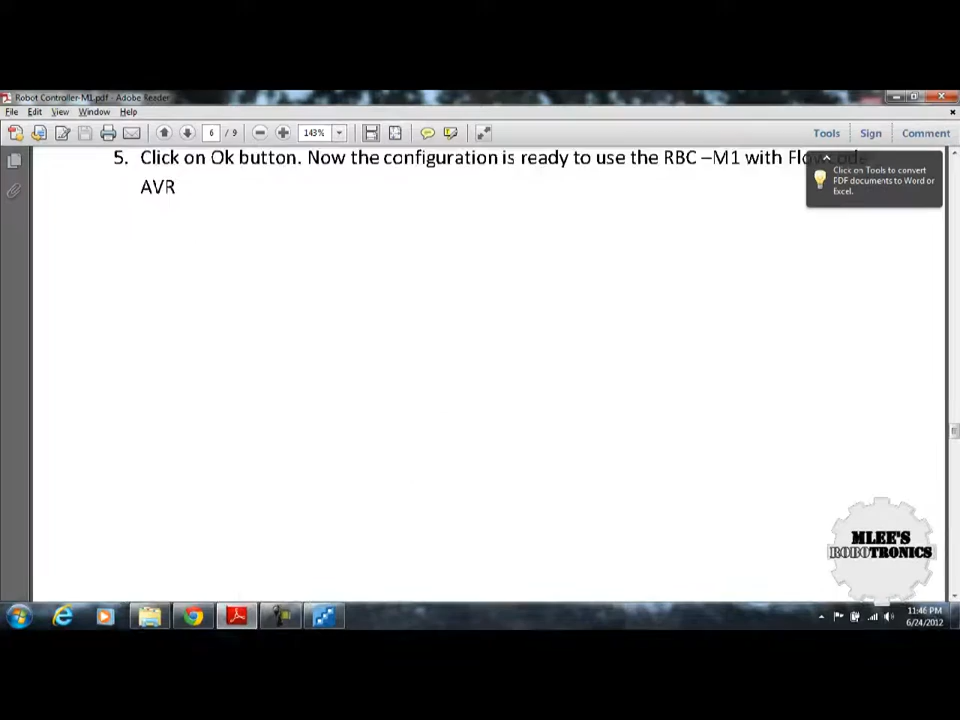 Robot Controller-M1.pdf - Adobe Reader
File Edit View Window Help
6 / 9 143% Tools Sign Comment
5. Click on Ok button. Now the configuration is ready to use the RBC –M1 with Flowcode
AVR
Click on Tools to convert
PDF documents to Word or
Excel.
MLEE'S
ROBOTRONICS
11:46 PM
6/24/2012